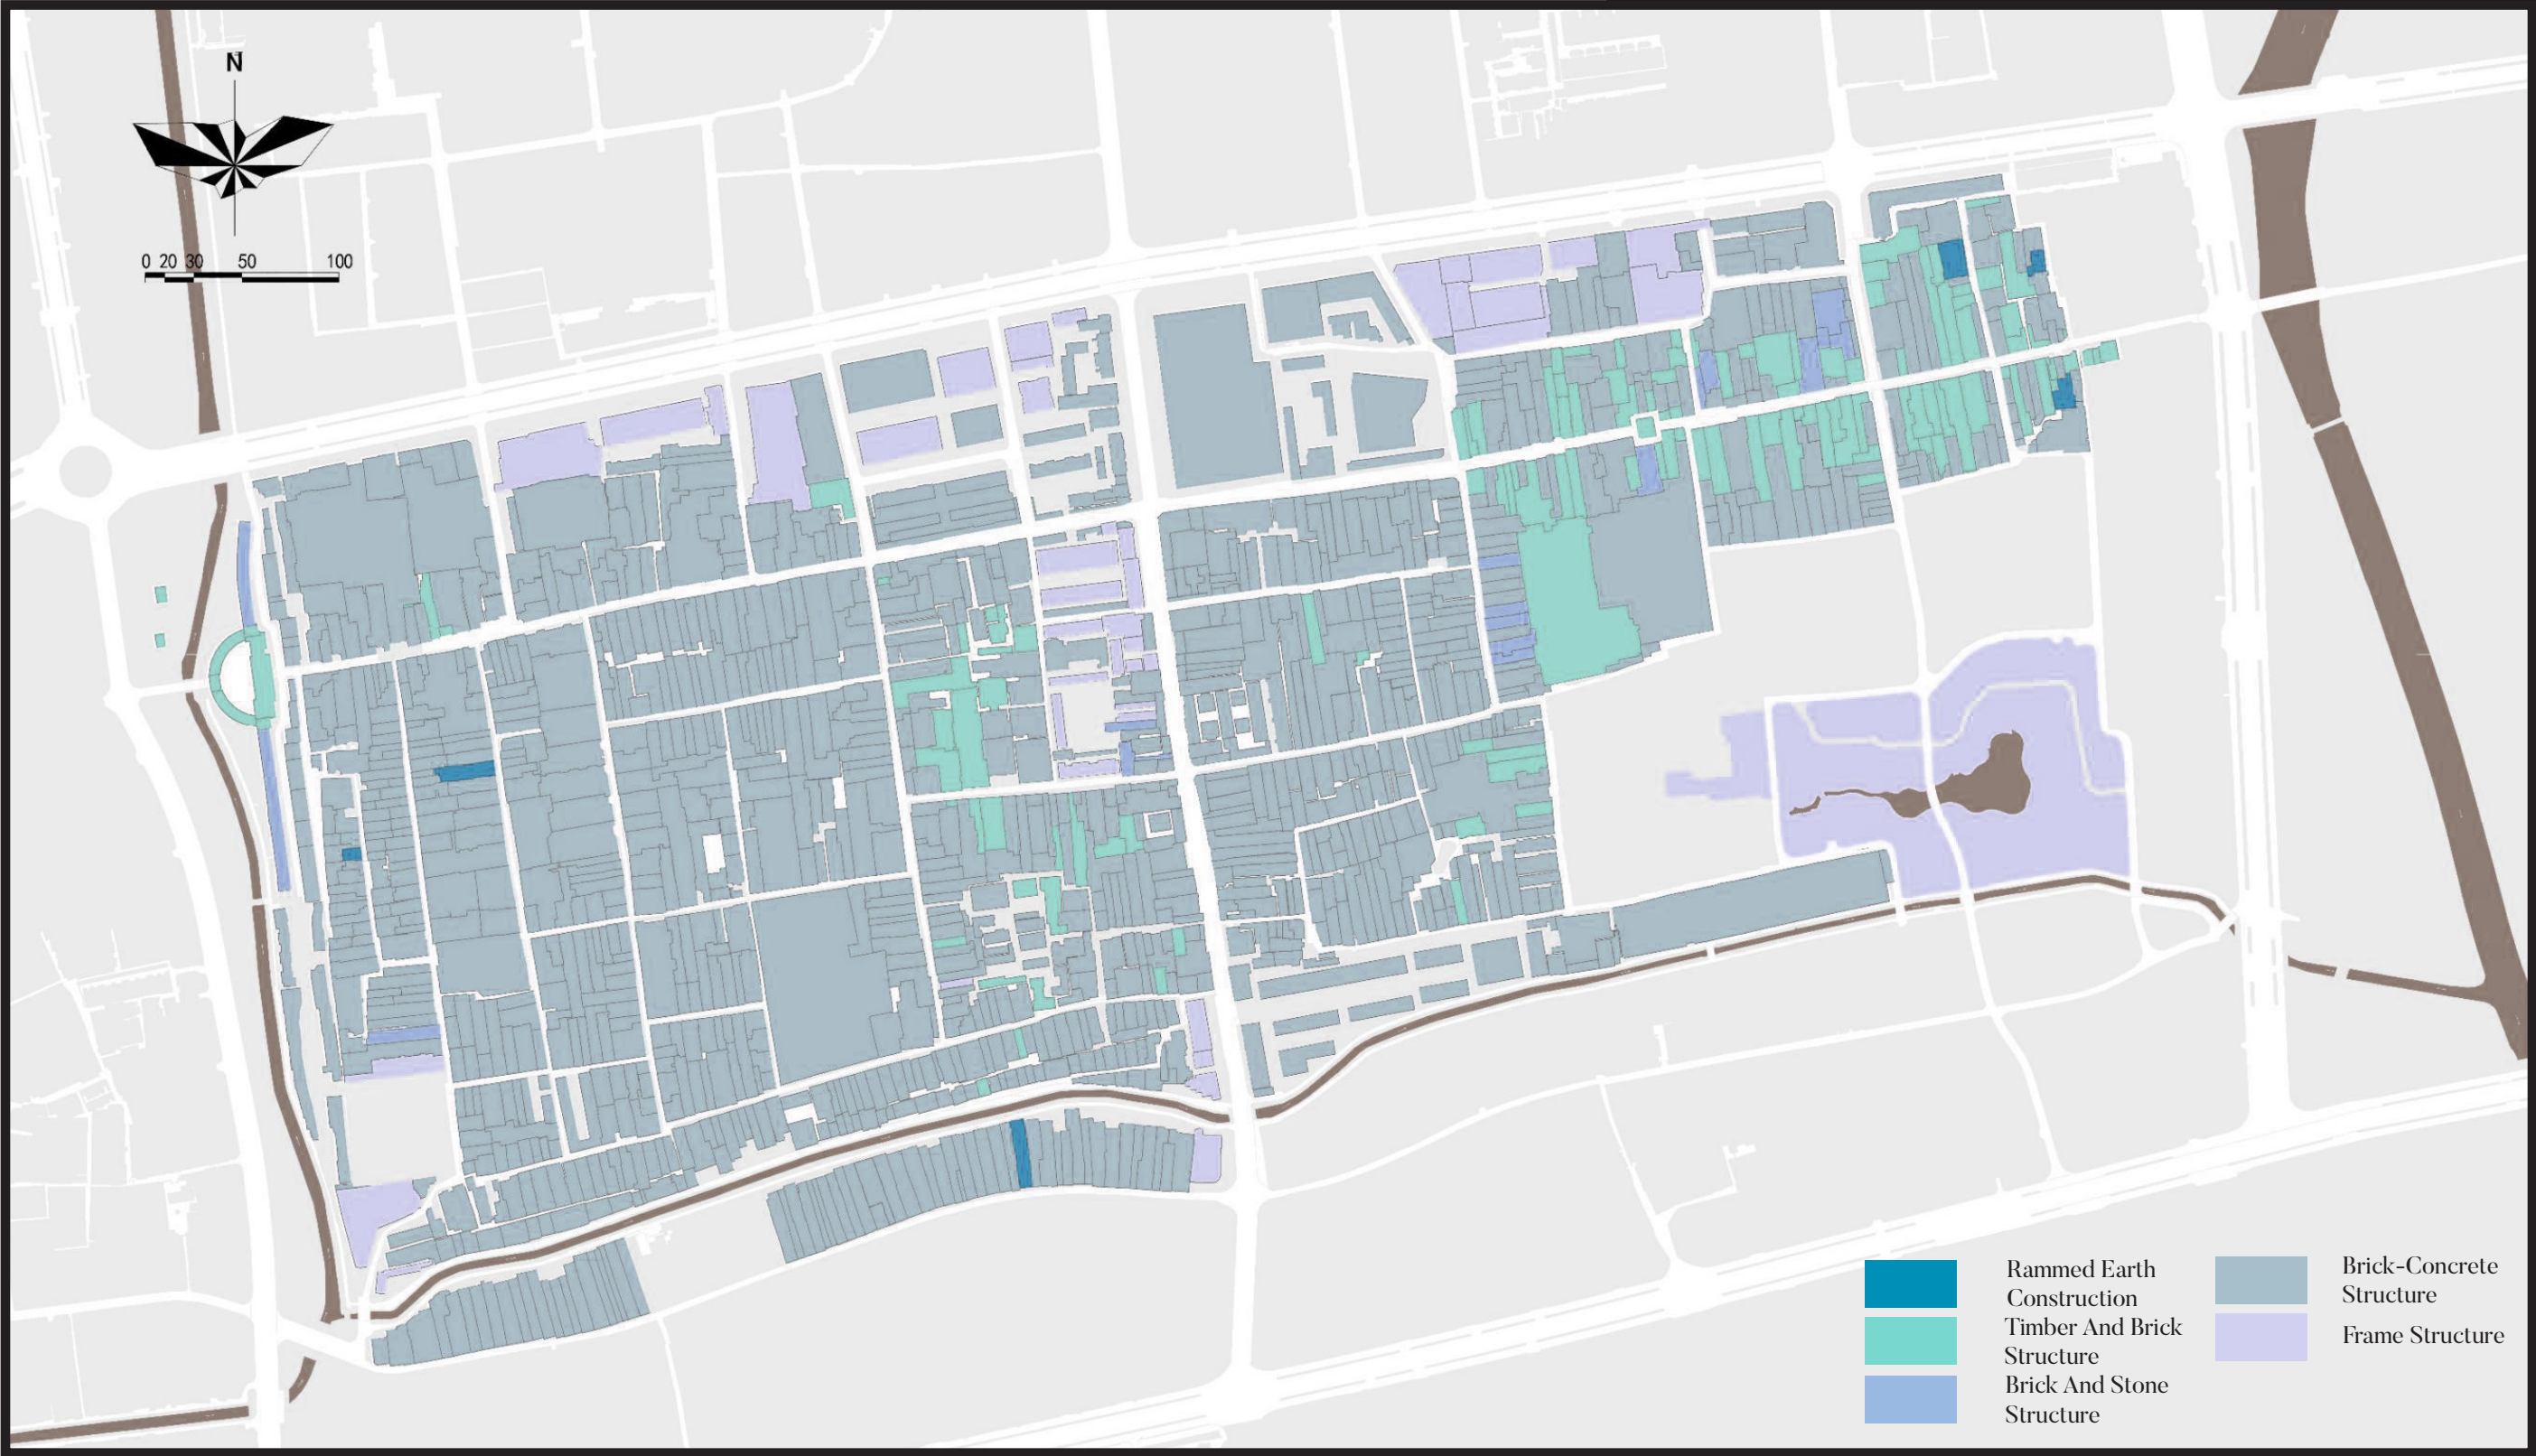 N
0 20 30 50 100
Rammed Earth
Construction
Timber And Brick
Structure
Brick And Stone
Structure
Brick-Concrete
Structure
Frame Structure